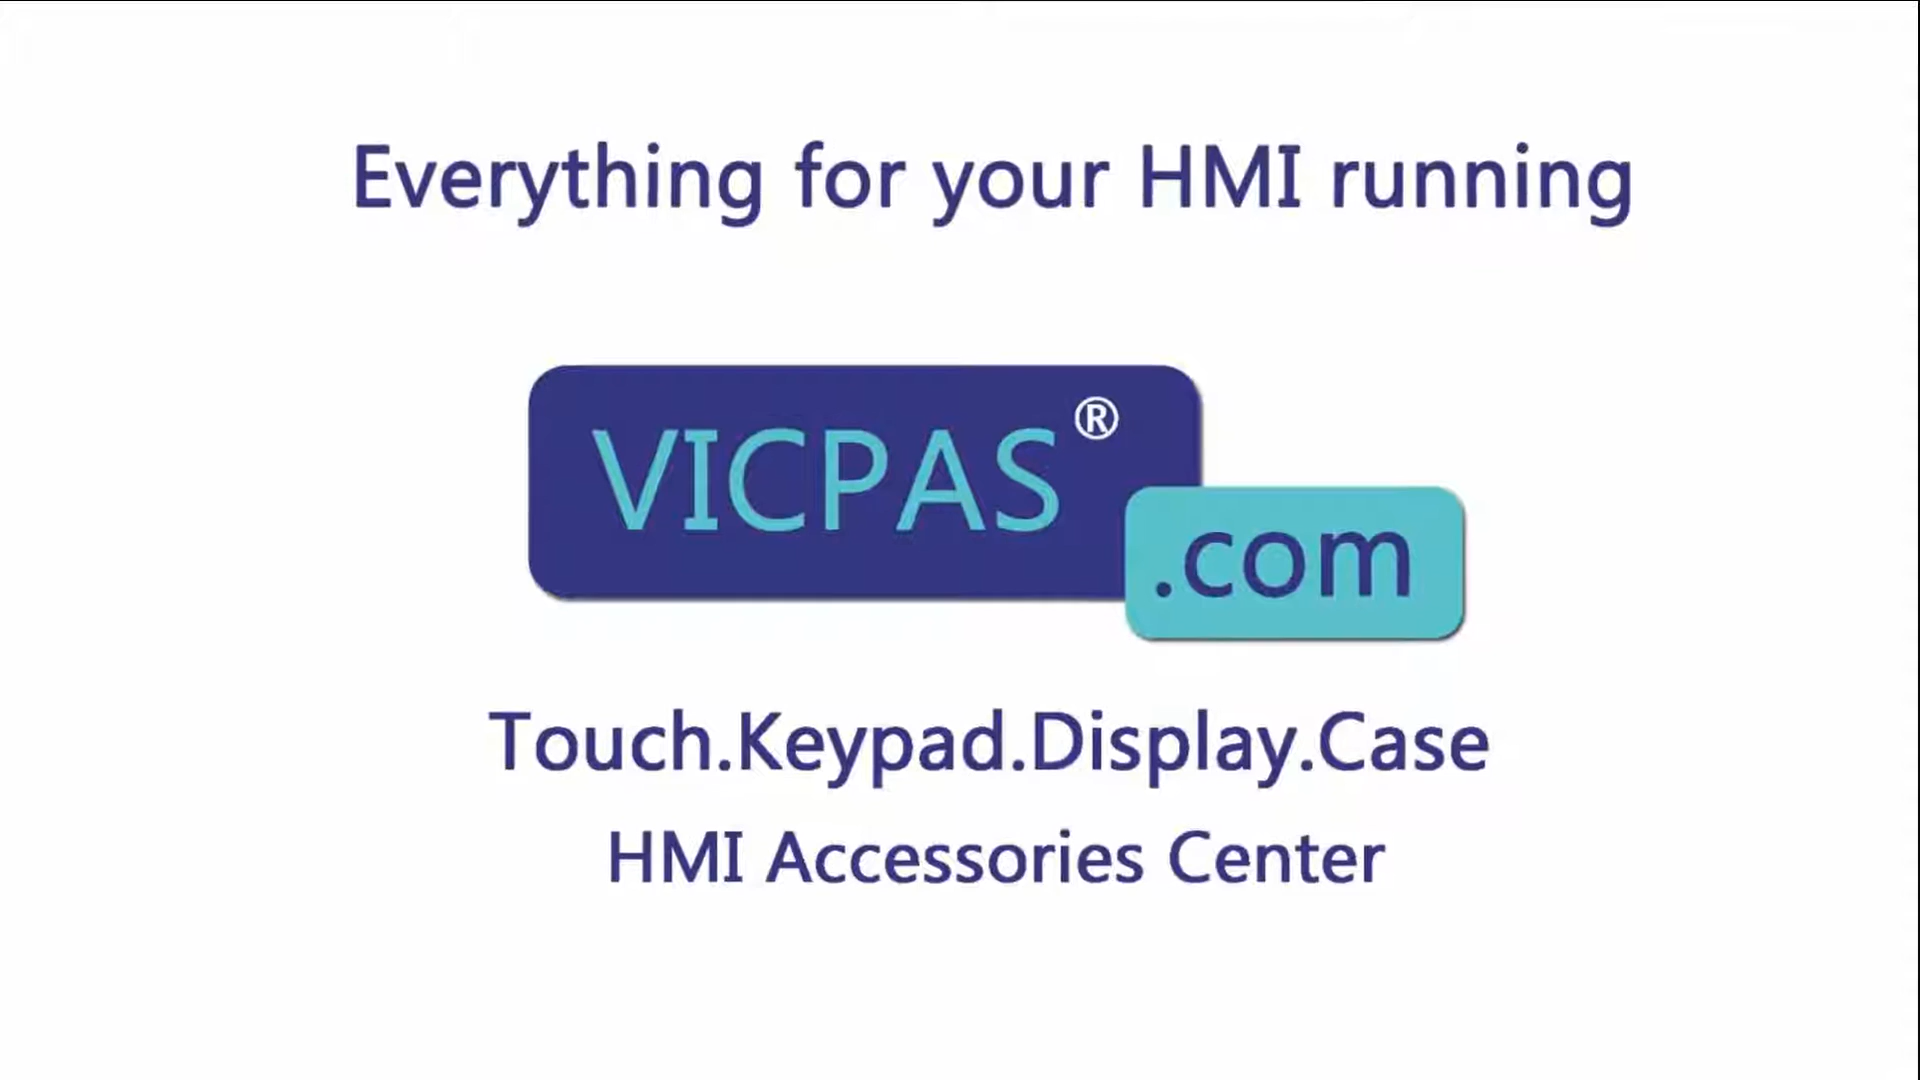 Everything for your HMI running
VICPAS®
.com
Touch.Keypad.Display.Case
HMI Accessories Center